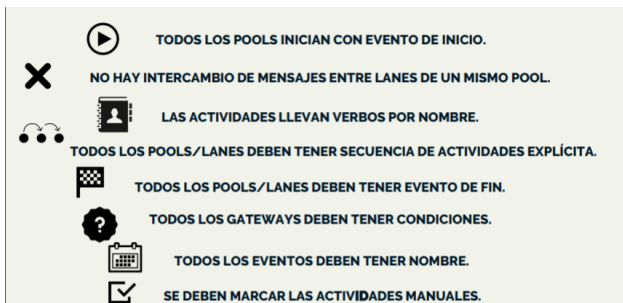 TODOS LOS POOLS INICIAN CON EVENTO DE INICIO.
NO HAY INTERCAMBIO DE MENSAJES ENTRE LANES DE UN MISMO POOL.
LAS ACTIVIDADES LLEVAN VERBOS POR NOMBRE.
TODOS LOS POOLS/LANES DEBEN TENER SECUENCIA DE ACTIVIDADES EXPLÍCITA.
TODOS LOS POOLS/LANES DEBEN TENER EVENTO DE FIN.
?
TODOS LOS GATEWAYS DEBEN TENER CONDICIONES.
TODOS LOS EVENTOS DEBEN TENER NOMBRE.
SE DEBEN MARCAR LAS ACTIVIDADES MANUALES.